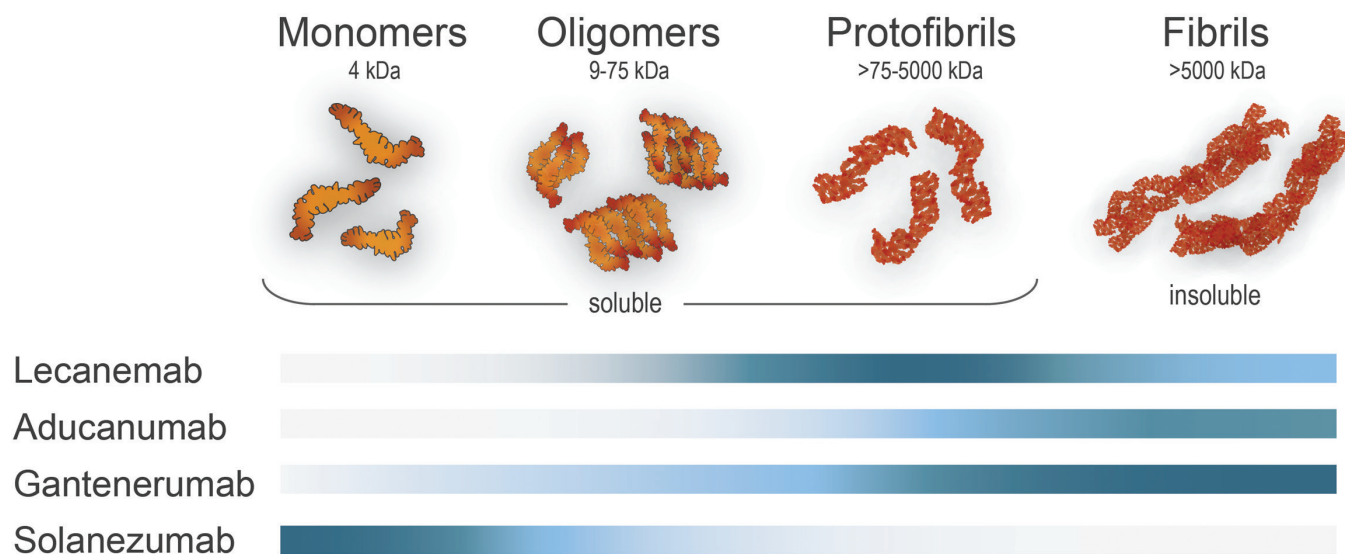 Monomers Oligomers Protofibrils Fibrils
4 kDa 9-75 kDa >75-5000 kDa >5000 kDa
soluble insoluble
Lecanemab
Aducanumab
Gantenerumab
Solanezumab